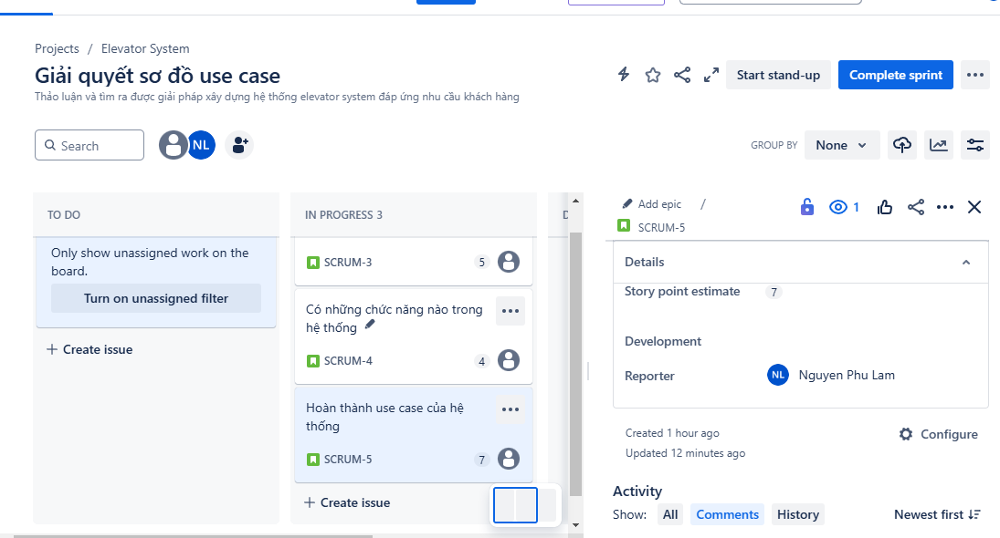 Projects / Elevator System
Giải quyết sơ đồ use case
Thảo luận và tìm ra được giải pháp xây dựng hệ thống elevator system đáp ứng nhu cầu khách hàng
Start stand-up
Complete sprint
Search
NL
GROUP BY
None
TO DO
Only show unassigned work on the
board.
Turn on unassigned filter
Create issue
IN PROGRESS 3
SCRUM-3
5
Có những chức năng nào trong
hệ thống
SCRUM-4
4
Hoàn thành use case của hệ
thống
SCRUM-5
7
Create issue
Add epic /
SCRUM-5
1
Details
Story point estimate
7
Development
Reporter
NL
Nguyen Phu Lam
Created 1 hour ago
Updated 12 minutes ago
Configure
Activity
Show:
All
Comments
History
Newest first